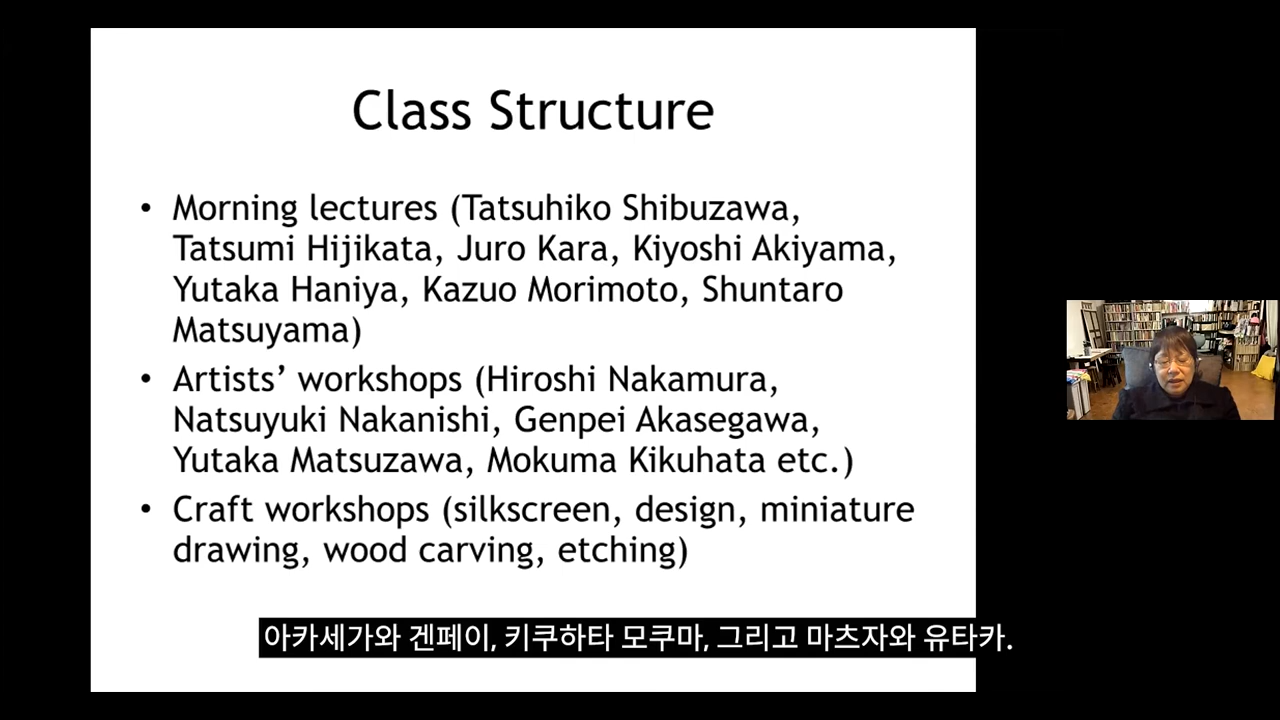 Class Structure
• Morning lectures (Tatsuhiko Shibuzawa,
Tatsumi Hijikata, Juro Kara, Kiyoshi Akiyama,
Yutaka Haniya, Kazuo Morimoto, Shuntaro
Matsuyama)
• Artists’ workshops (Hiroshi Nakamura,
Natsuyuki Nakanishi, Genpei Akasegawa,
Yutaka Matsuzawa, Mokuma Kikuhata etc.)
• Craft workshops (silkscreen, design, miniature
drawing, wood carving, etching)
아카세가와 겐페이, 키쿠하타 모쿠마, 그리고 마츠자와 유타카.